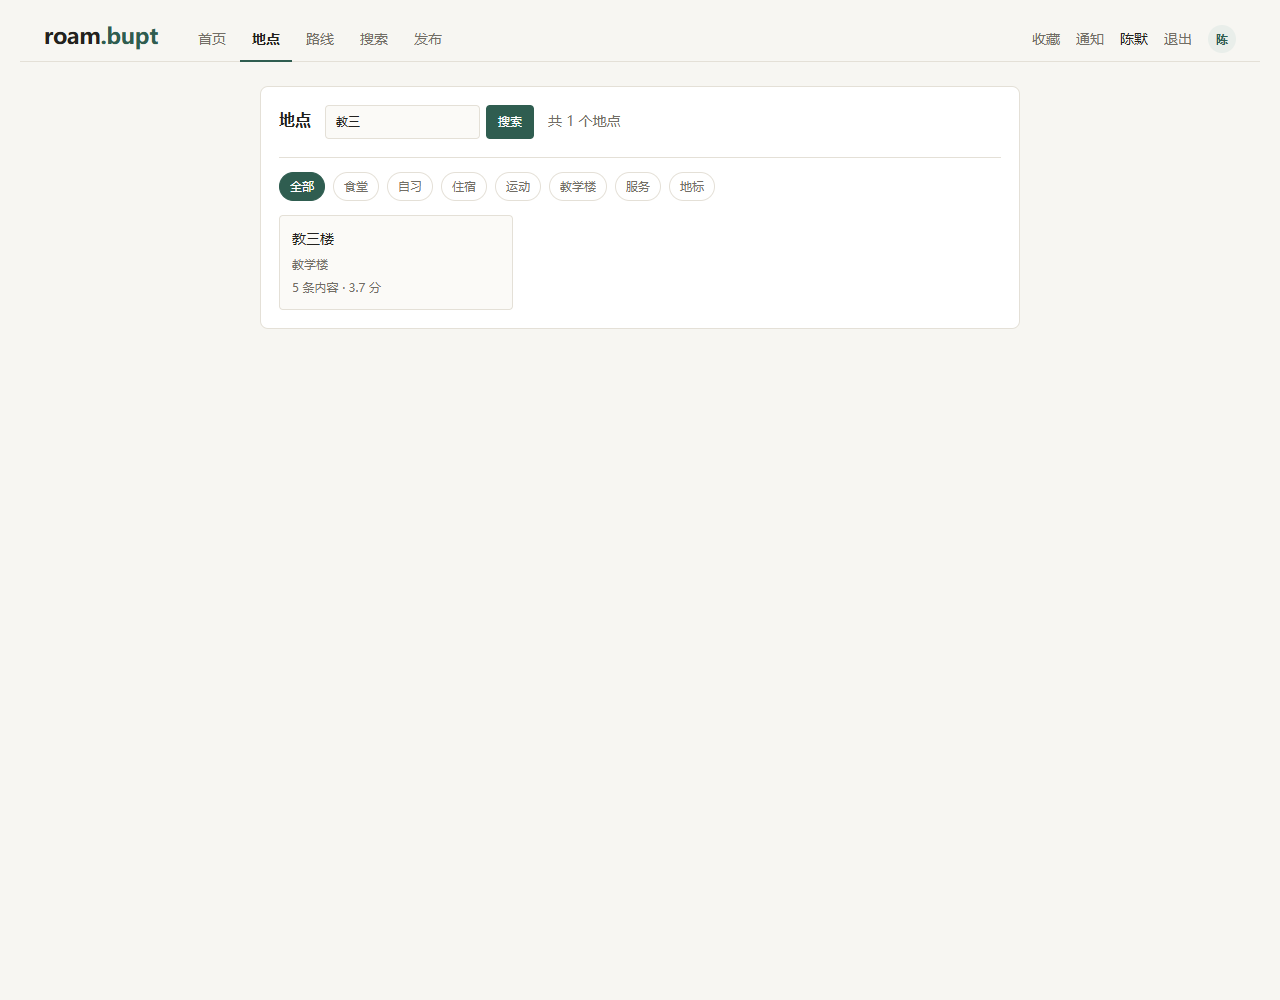 roam.bupt 首页 地点 路线 搜索 发布 收藏 通知 陈默 退出 陈
地点 教三 搜索 共 1 个地点
全部 食堂 自习 住宿 运动 教学楼 服务 地标
教三楼
教学楼
5 条内容 · 3.7 分